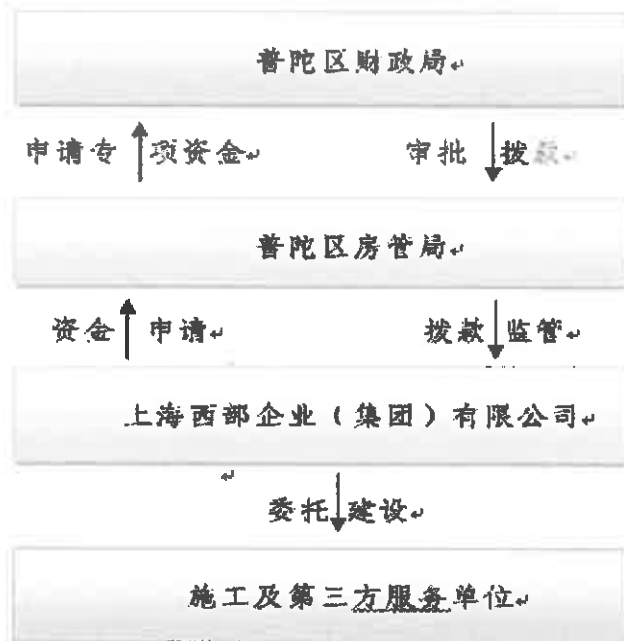 普陀区财政局
申请专项资金 审批拨款
普陀区房管局
资金申请 拨款监管
上海西部企业（集团）有限公司
委托建设
施工及第三方服务单位